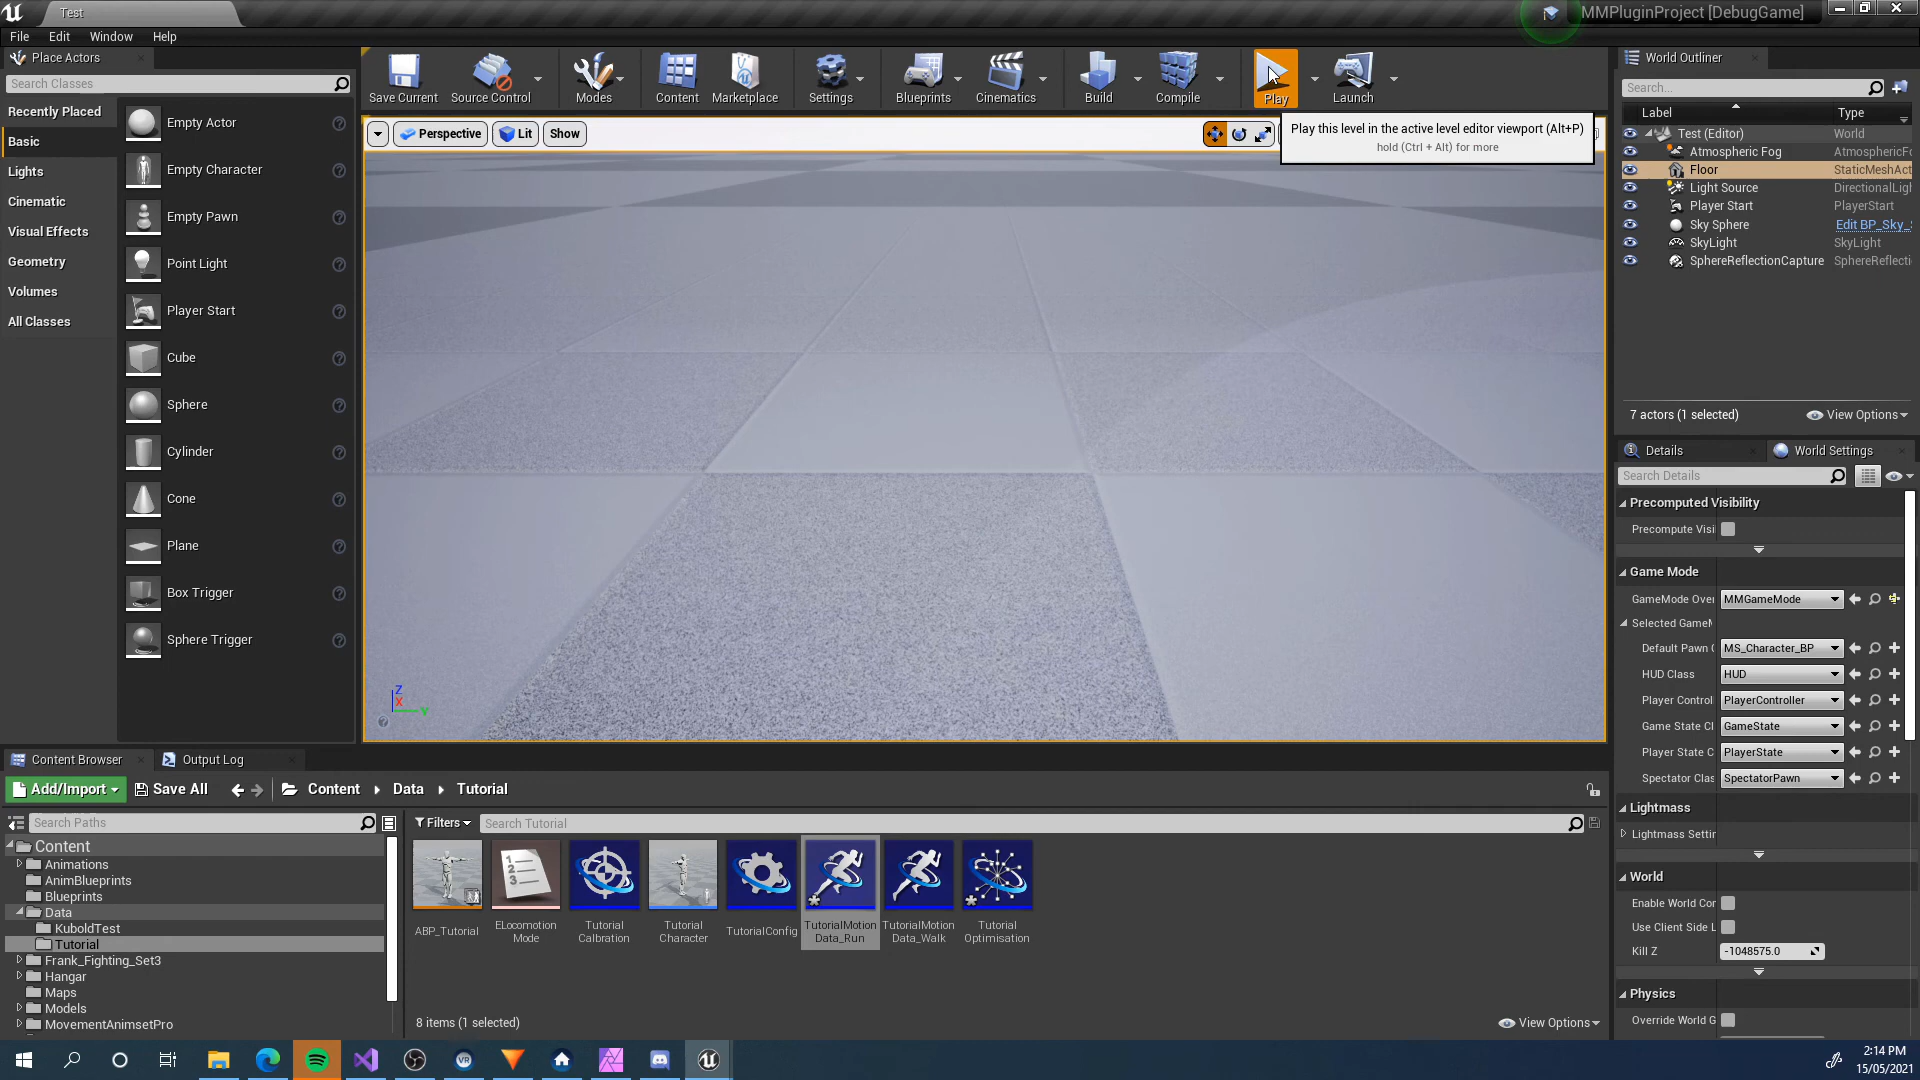 Test
MMPluginProject [DebugGame]
File Edit Window Help
Place Actors
Search Classes
Recently Placed
Basic
Lights
Cinematic
Visual Effects
Geometry
Volumes
All Classes
Empty Actor
Empty Character
Empty Pawn
Point Light
Player Start
Cube
Sphere
Cylinder
Cone
Plane
Box Trigger
Sphere Trigger
Save Current
Source Control
Modes
Content
Marketplace
Settings
Blueprints
Cinematics
Build
Compile
Play
Launch
Perspective
Lit
Show
Play this level in the active level editor viewport (Alt+P)
hold (Ctrl + Alt) for more
Z
X
Y
World Outliner
Search...
Label Type
Test (Editor) World
Atmospheric Fog AtmosphericF
Floor StaticMeshAct
Light Source DirectionalLigh
Player Start PlayerStart
Sky Sphere Edit BP_Sky_S
SkyLight SkyLight
SphereReflectionCapture SphereReflecti
7 actors (1 selected)
View Options
Details
World Settings
Search Details
Precomputed Visibility
Precompute Visi
Game Mode
GameMode Over MMGameMode
Selected GameM
Default Pawn C MS_Character_BP
HUD Class HUD
Player Control PlayerController
Game State Cl GameState
Player State C PlayerState
Spectator Clas SpectatorPawn
Lightmass
Lightmass Settin
World
Enable World Cor
Use Client Side L
Kill Z -1048575.0
Physics
Override World G
Content Browser
Output Log
Add/Import
Save All
Content
Data
Tutorial
Search Paths
Filters
Search Tutorial
Content
Animations
AnimBlueprints
Blueprints
Data
KuboldTest
Tutorial
Frank_Fighting_Set3
Hangar
Maps
Models
MovementAnimsetPro
ABP_Tutorial
ELocomotion
Mode
Tutorial
Calbration
Tutorial
Character
TutorialConfig
TutorialMotion
Data_Run
TutorialMotion
Data_Walk
Tutorial
Optimisation
8 items (1 selected)
View Options
2:14 PM
15/05/2021